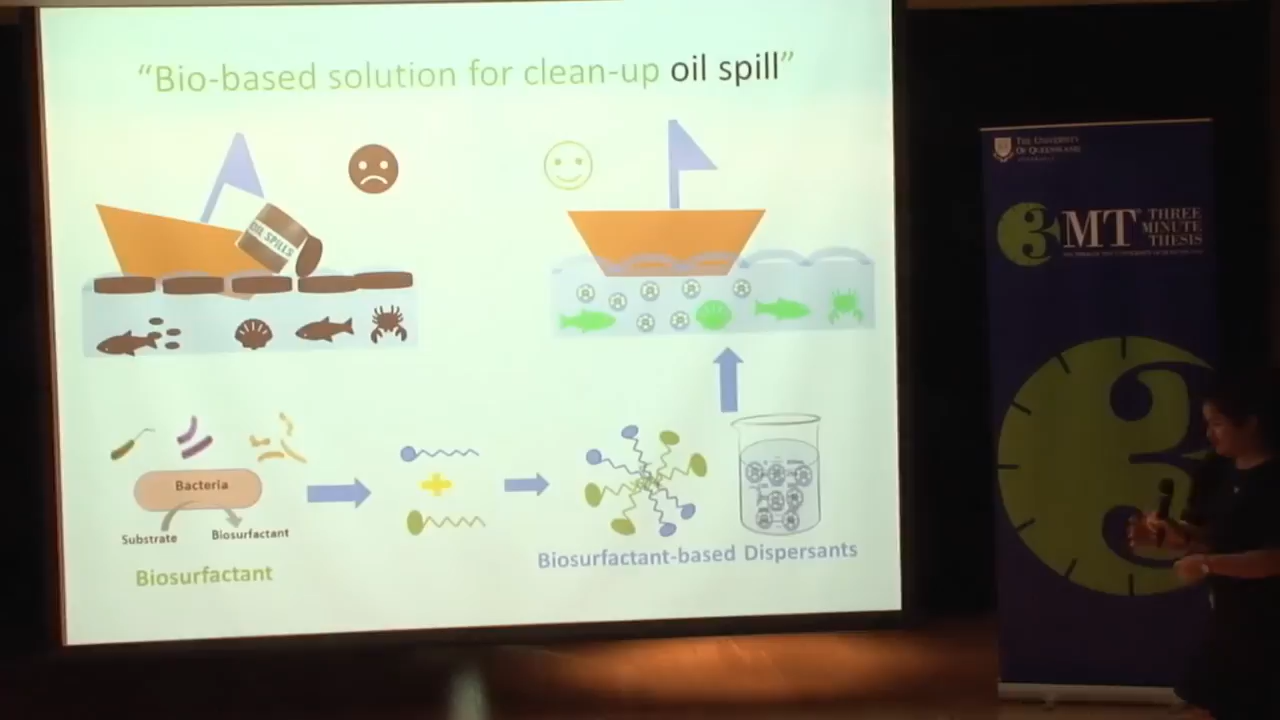 “Bio-based solution for clean-up oil spill”
OIL SPILLS
Bacteria
Substrate
Biosurfactant
Biosurfactant
Biosurfactant-based Dispersants
THE UNIVERSITY
OF QUEENSLAND
3MT THREE
MINUTE
THESIS
3